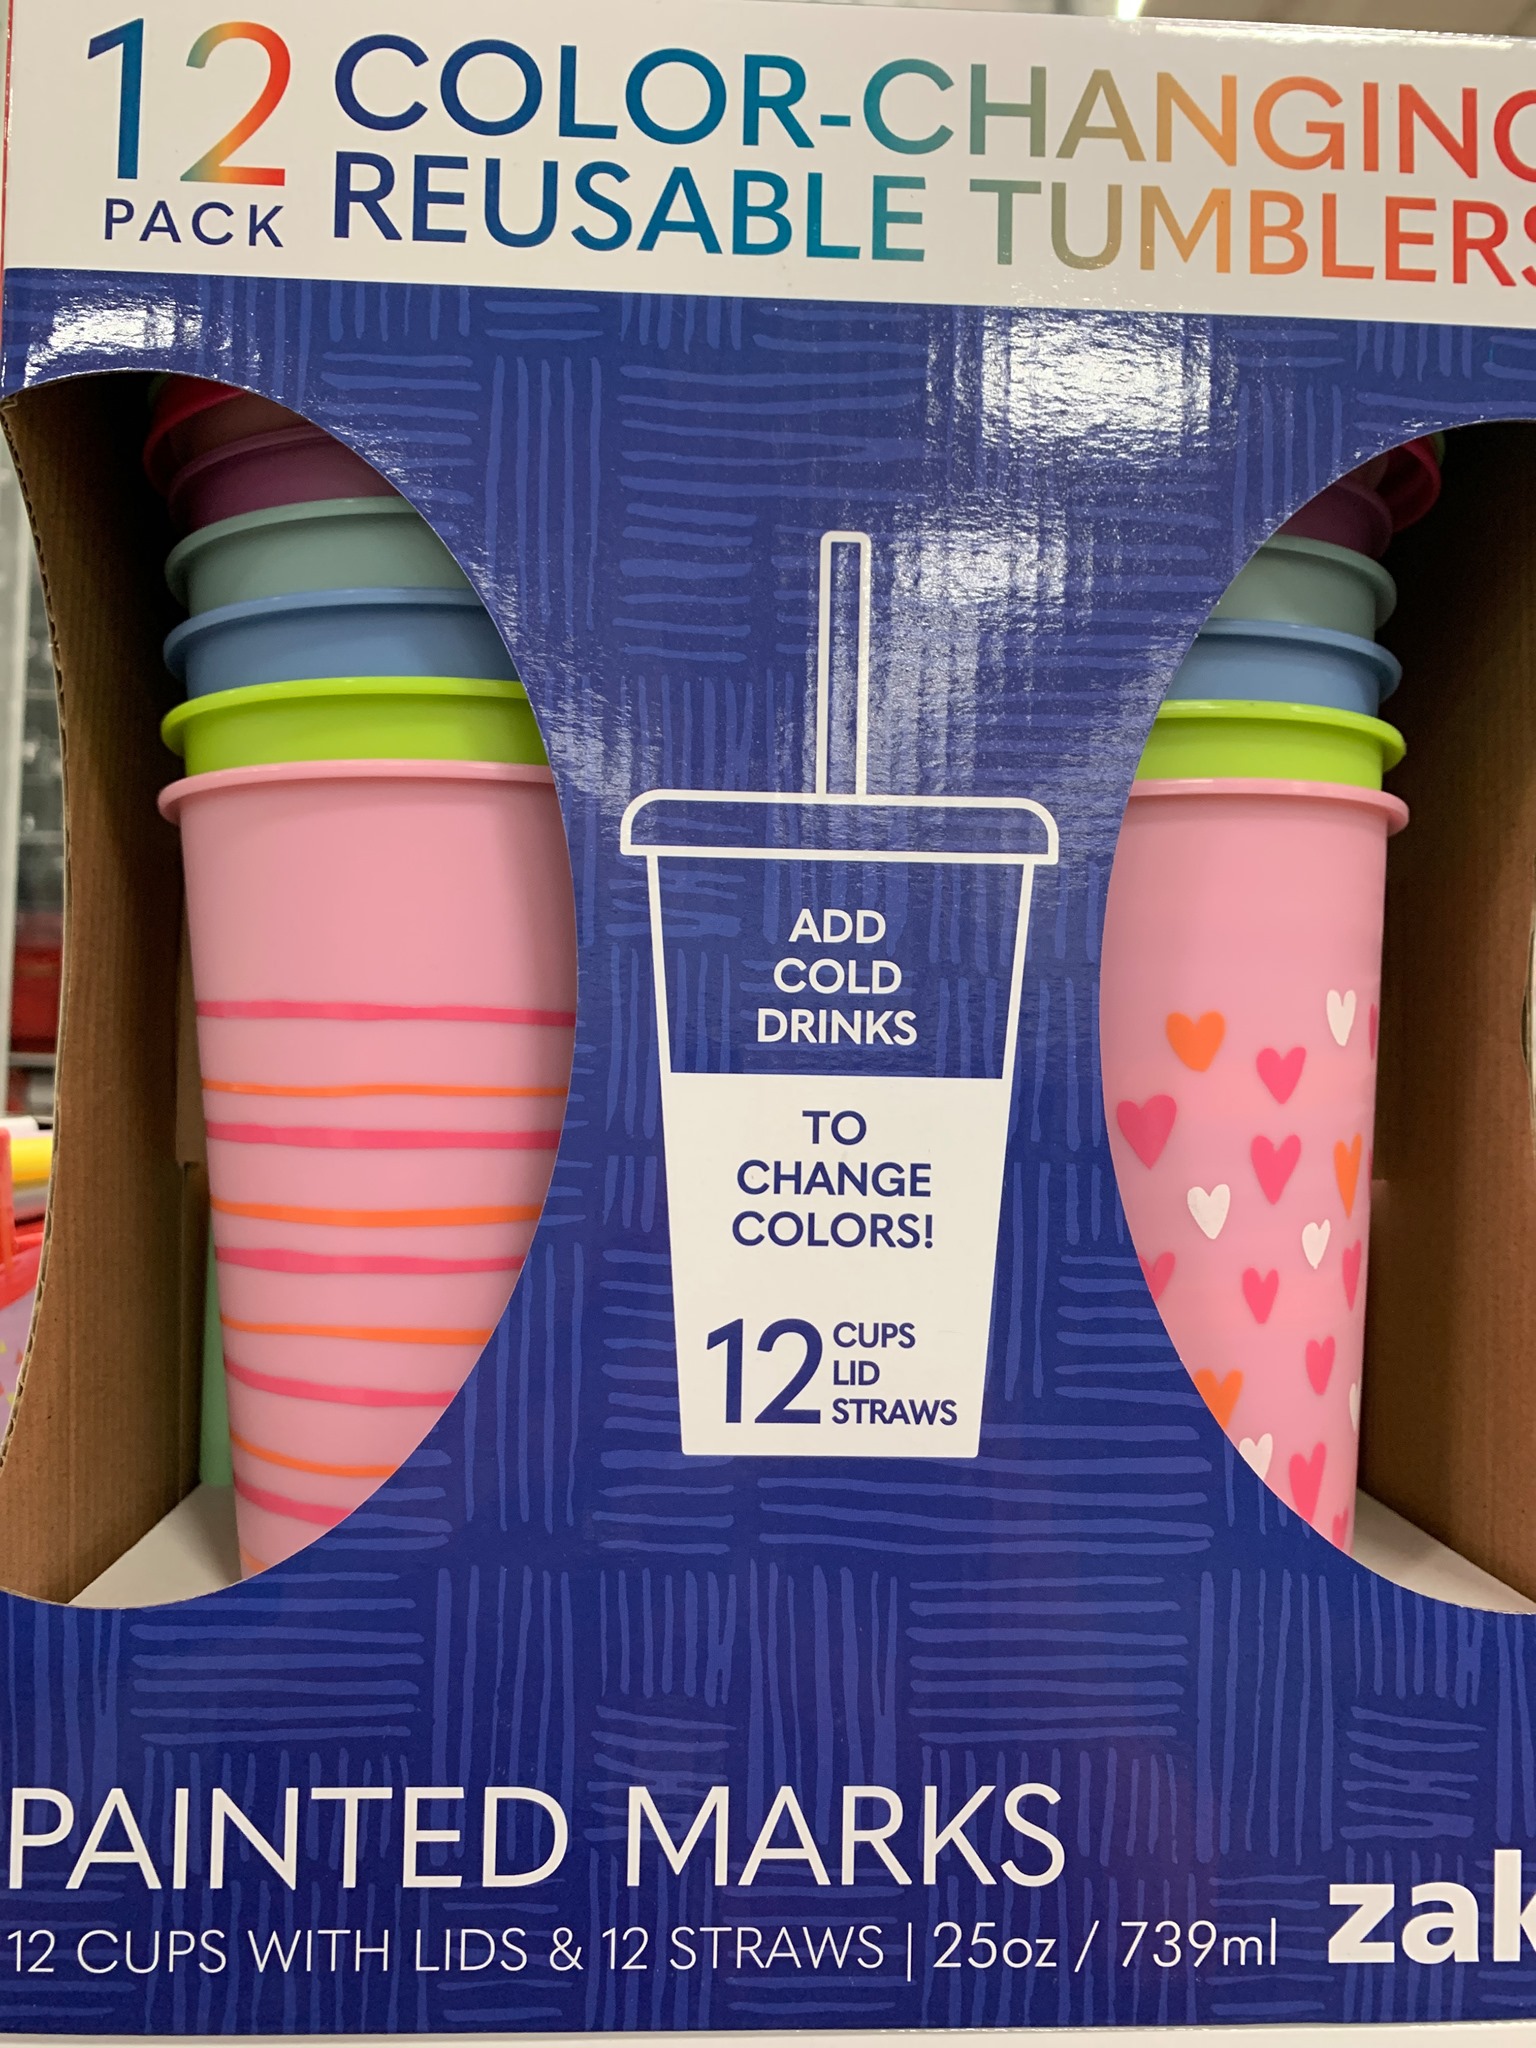 12 PACK
COLOR-CHANGING
REUSABLE TUMBLERS
ADD
COLD
DRINKS
TO
CHANGE
COLORS!
12
CUPS
LID
STRAWS
PAINTED MARKS
12 CUPS WITH LIDS & 12 STRAWS | 25oz / 739ml
zak